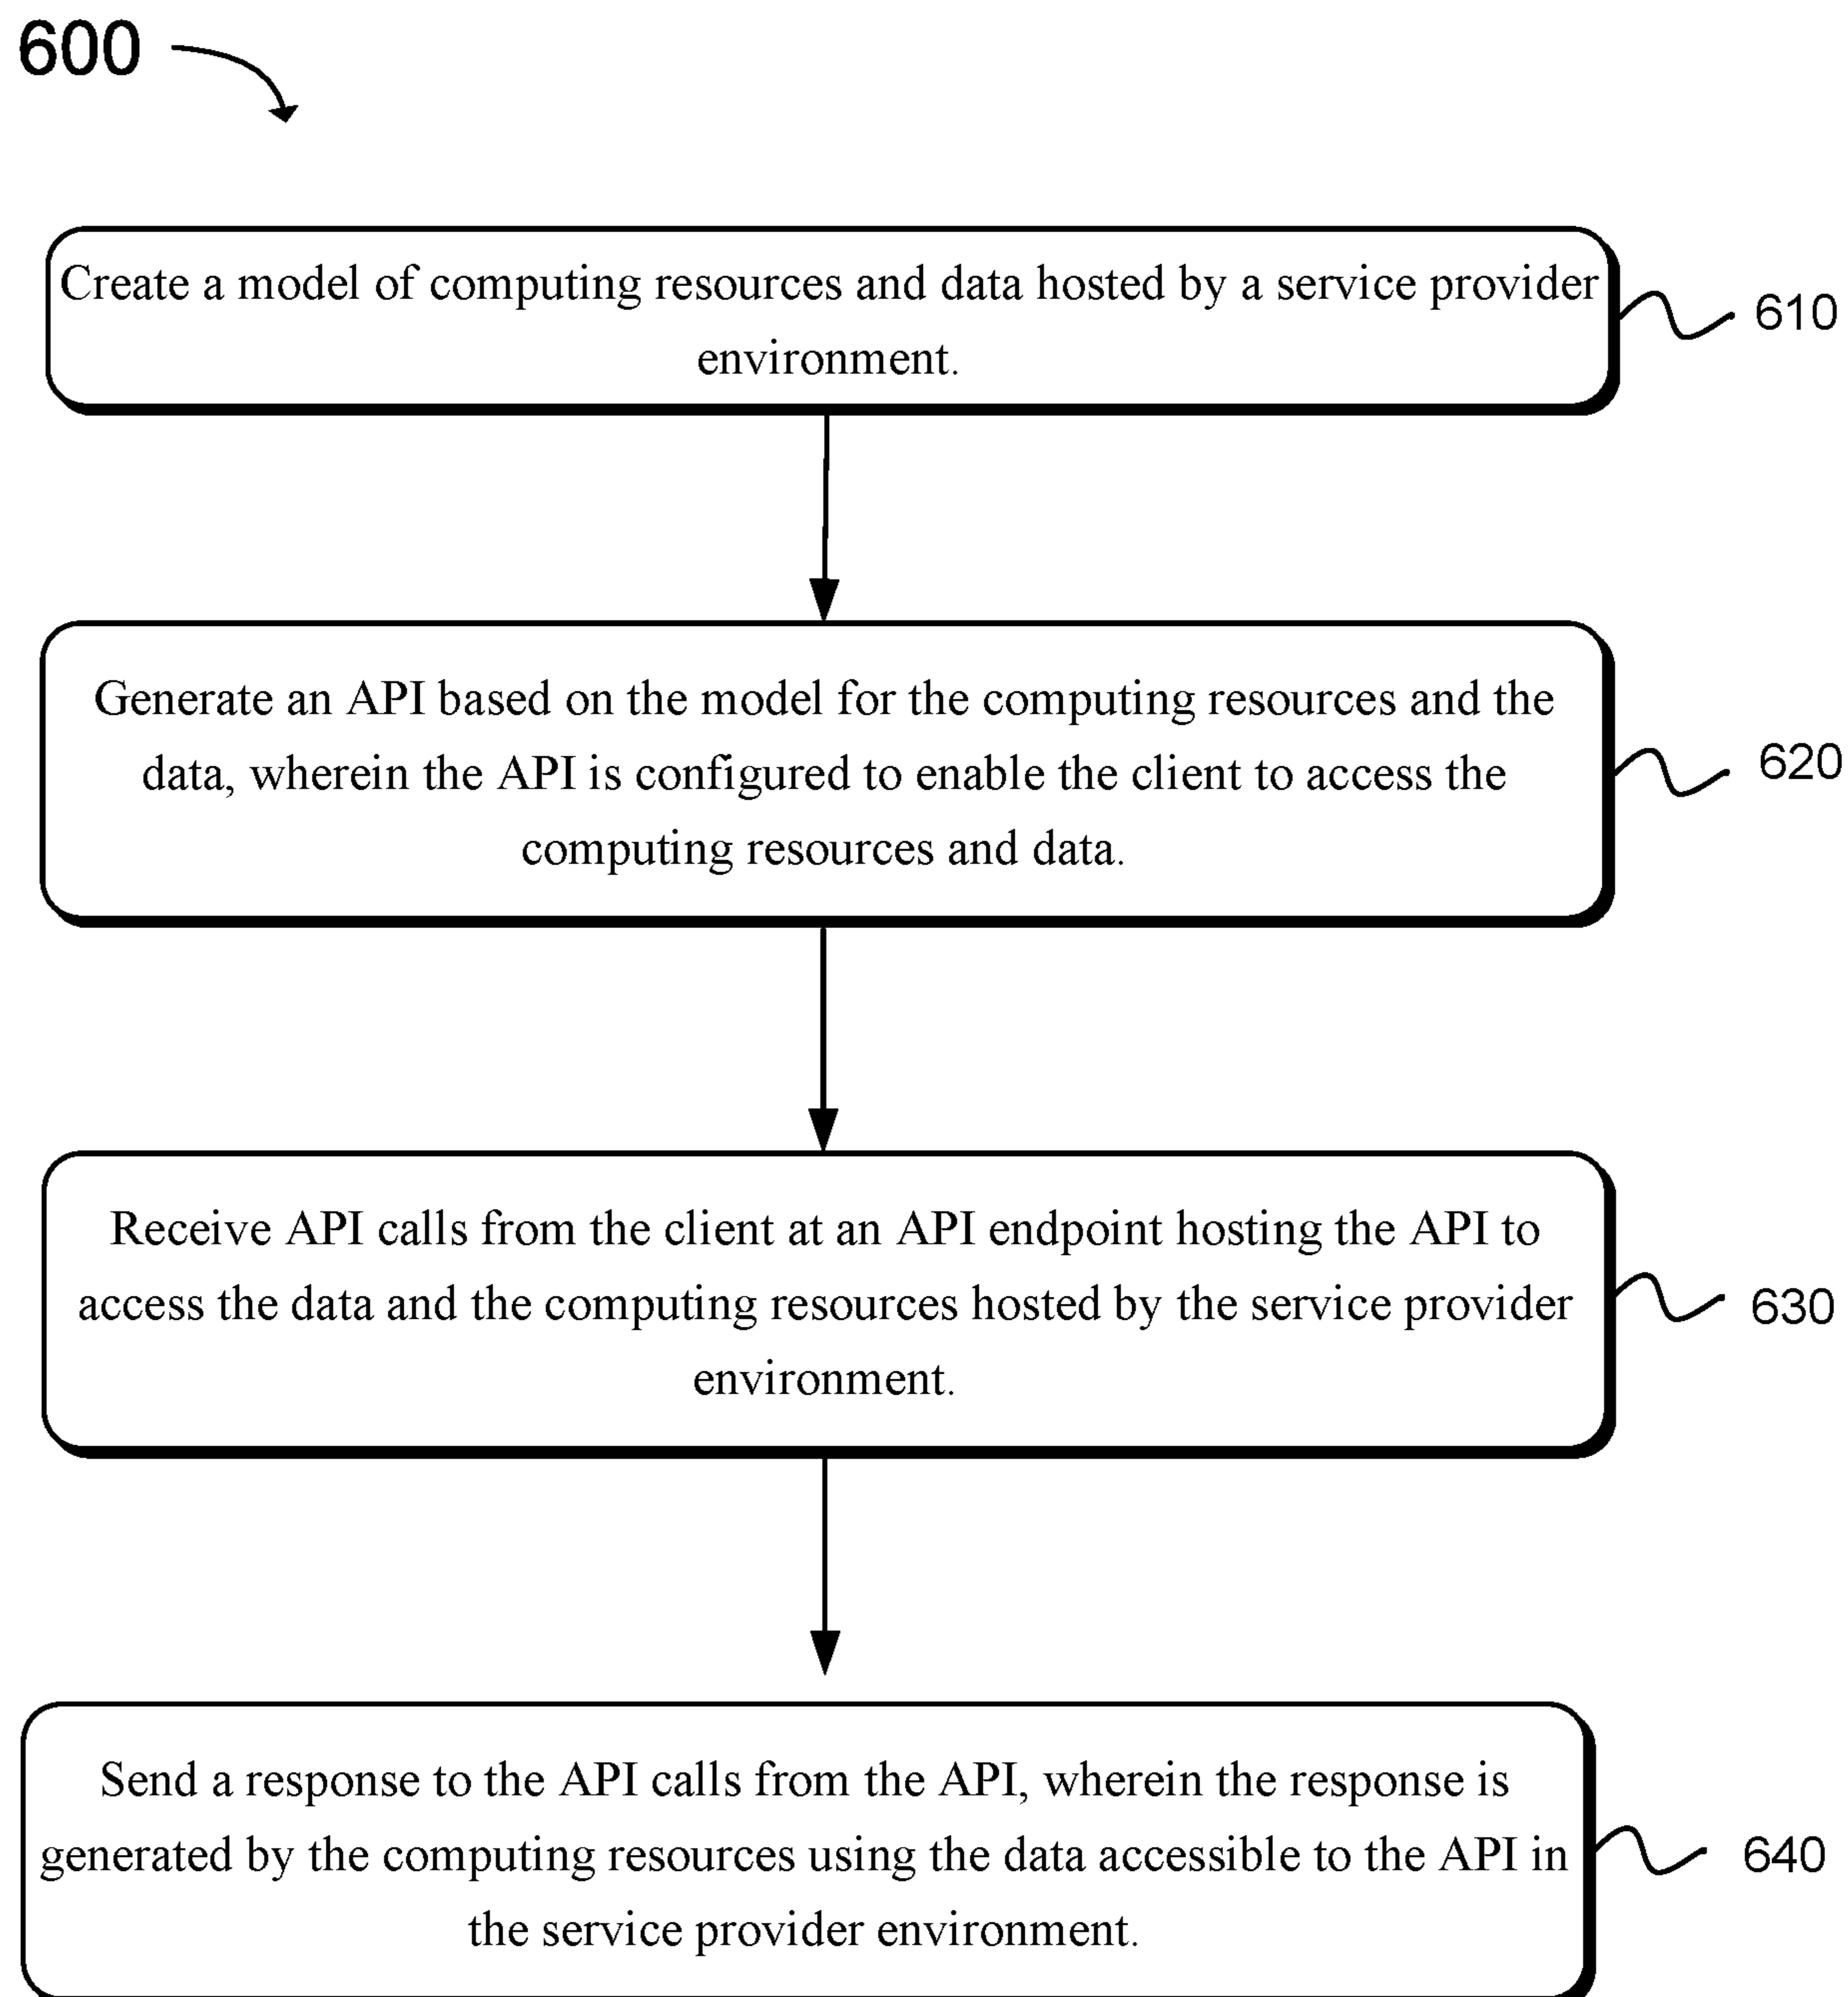 600
Create a model of computing resources and data hosted by a service provider
environment.
610
Generate an API based on the model for the computing resources and the
data, wherein the API is configured to enable the client to access the
computing resources and data.
620
Receive API calls from the client at an API endpoint hosting the API to
access the data and the computing resources hosted by the service provider
environment.
630
Send a response to the API calls from the API, wherein the response is
generated by the computing resources using the data accessible to the API in
the service provider environment.
640